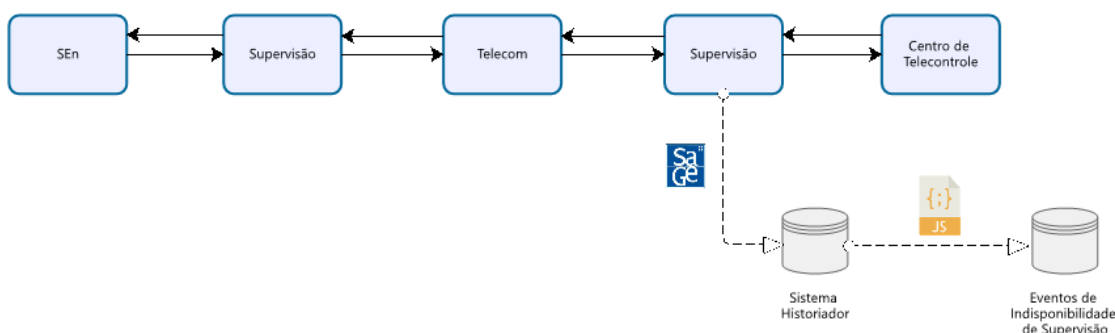 SEn
Supervisão
Telecom
Supervisão
Centro de
Telecontrole
Sa
Ge
{;}
JS
Sistema
Historiador
Eventos de
Indisponibilidade
de Supervisão